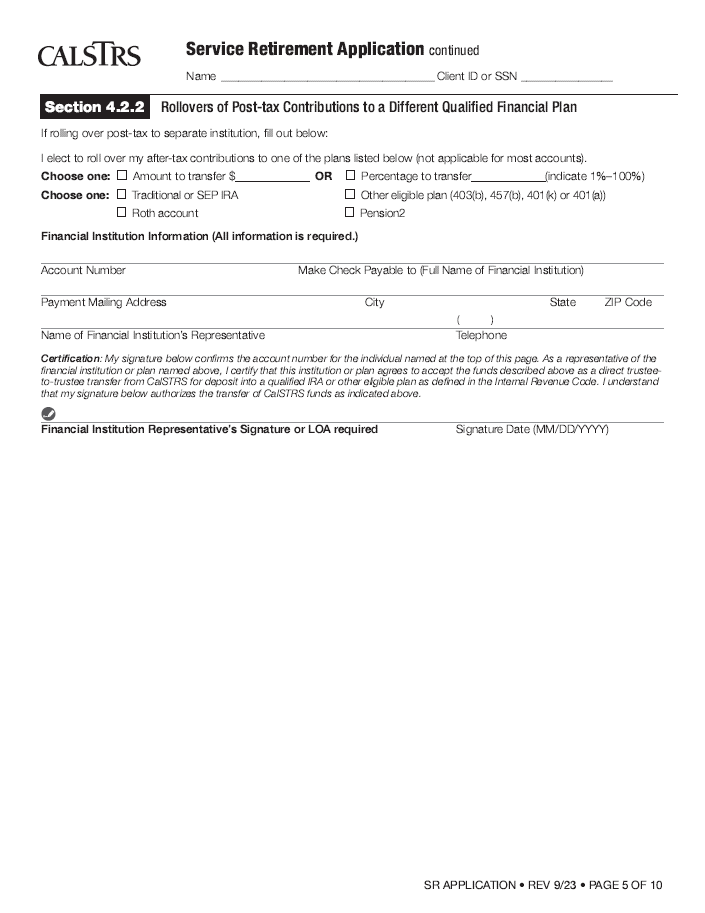 CALSTRS
Service Retirement Application continued
Name ______________________________ Client ID or SSN _____________
Section 4.2.2 Rollovers of Post-tax Contributions to a Different Qualified Financial Plan
If rolling over post-tax to separate institution, fill out below:
I elect to roll over my after-tax contributions to one of the plans listed below (not applicable for most accounts).
Choose one: ☐ Amount to transfer $____________ OR ☐ Percentage to transfer____________(indicate 1%–100%)
Choose one: ☐ Traditional or SEP IRA ☐ Other eligible plan (403(b), 457(b), 401(k) or 401(a))
☐ Roth account ☐ Pension2
Financial Institution Information (All information is required.)
Account Number Make Check Payable to (Full Name of Financial Institution)
Payment Mailing Address City State ZIP Code
( )
Name of Financial Institution's Representative Telephone
Certification: My signature below confirms the account number for the individual named at the top of this page. As a representative of the
financial institution or plan named above, I certify that this institution or plan agrees to accept the funds described above as a direct trustee-
to-trustee transfer from CalSTRS for deposit into a qualified IRA or other eligible plan as defined in the Internal Revenue Code. I understand
that my signature below authorizes the transfer of CalSTRS funds as indicated above.
Financial Institution Representative's Signature or LOA required Signature Date (MM/DD/YYYY)
SR APPLICATION • REV 9/23 • PAGE 5 OF 10